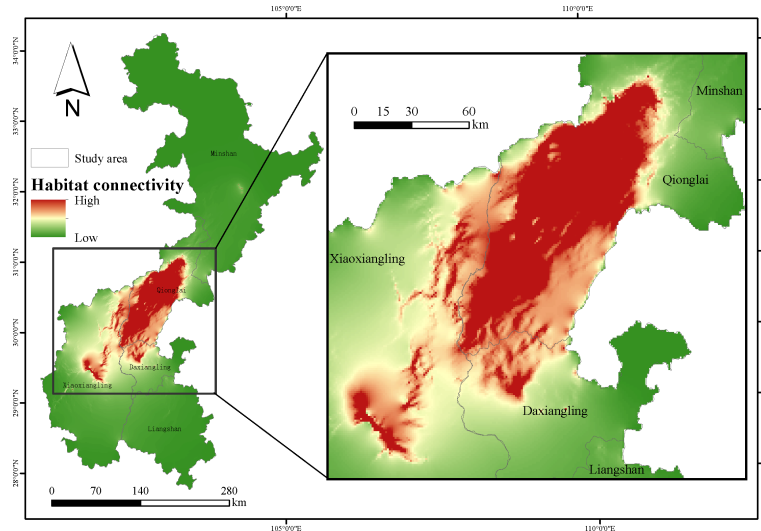 105°0'0"E
110°0'0"E
34°0'0"N
33°0'0"N
32°0'0"N
31°0'0"N
30°0'0"N
29°0'0"N
28°0'0"N
N
Study area
Habitat connectivity
High
Low
Minshan
Qionglai
Daxiangling
Xiaoxiangling
Liangshan
0 70 140 280
km
0 15 30 60
km
Minshan
Qionglai
Xiaoxiangling
Daxiangling
Liangshan
105°0'0"E
110°0'0"E